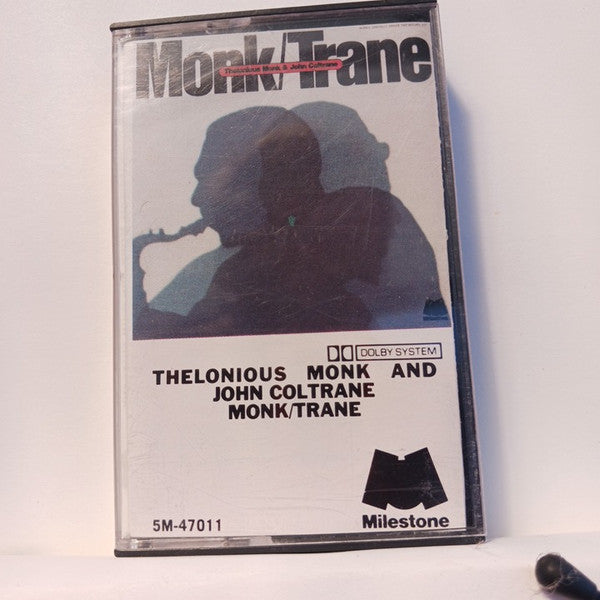 Monk/Trane
Thelonious Monk & John Coltrane
DOLBY SYSTEM
THELONIOUS MONK AND
JOHN COLTRANE
MONK/TRANE
5M-47011
Milestone